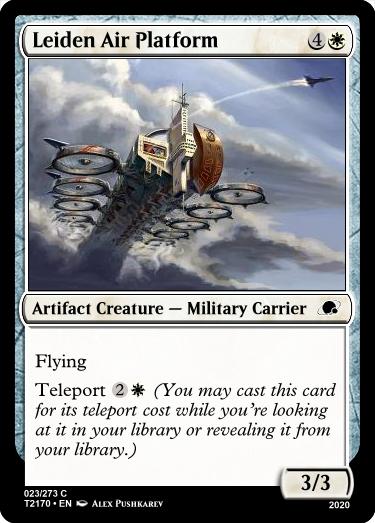 Leiden Air Platform 4
Artifact Creature — Military Carrier
Flying
Teleport 2 (You may cast this card
for its teleport cost while you're looking
at it in your library or revealing it from
your library.)
3/3
023/273 C
T2170 • EN Alex Pushkarev
2020